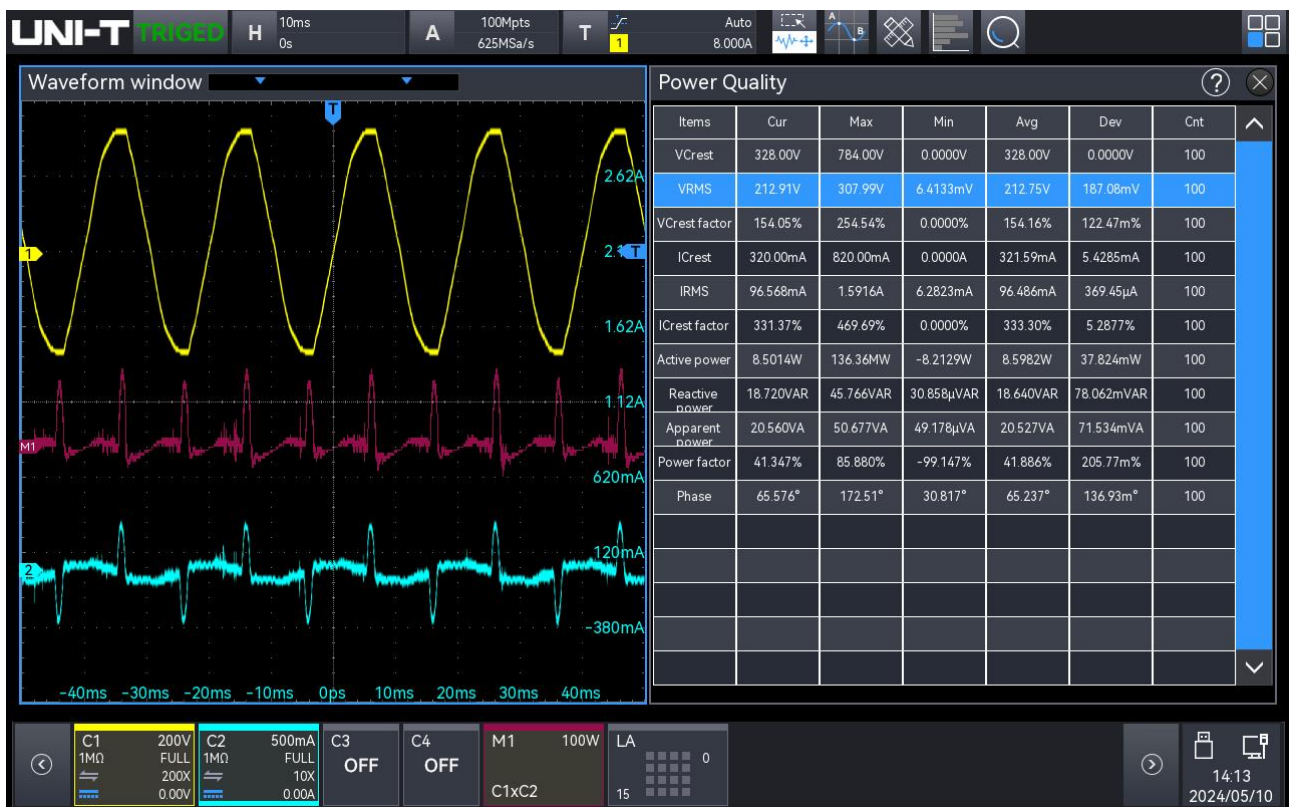 UNI-T TRIGED H 10ms 0s A 100Mpts 625MSa/s T 1 Auto 8.000A A B
Waveform window
T
2.62A
1
T
1.62A
1.12A
M1
620mA
120mA
2
-380mA
-40ms -30ms -20ms -10ms 0ps 10ms 20ms 30ms 40ms
Power Quality ?
Items Cur Max Min Avg Dev Cnt
VCrest 328.00V 784.00V 0.0000V 328.00V 0.0000V 100
VRMS 212.91V 307.99V 6.4133mV 212.75V 187.08mV 100
VCrest factor 154.05% 254.54% 0.0000% 154.16% 122.47m% 100
ICrest 320.00mA 820.00mA 0.0000A 321.59mA 5.4285mA 100
IRMS 96.568mA 1.5916A 6.2823mA 96.486mA 369.45µA 100
ICrest factor 331.37% 469.69% 0.0000% 333.30% 5.2877% 100
Active power 8.5014W 136.36MW -8.2129W 8.5982W 37.824mW 100
Reactive power 18.720VAR 45.766VAR 30.858µVAR 18.640VAR 78.062mVAR 100
Apparent power 20.560VA 50.677VA 49.178µVA 20.527VA 71.534mVA 100
Power factor 41.347% 85.880% -99.147% 41.886% 205.77m% 100
Phase 65.576° 172.51° 30.817° 65.237° 136.93m° 100
C1 200V
1MΩ FULL
200X
0.00V
C2 500mA
1MΩ FULL
10X
0.00A
C3
OFF
C4
OFF
M1 100W
C1xC2
LA
0
15
14:13
2024/05/10